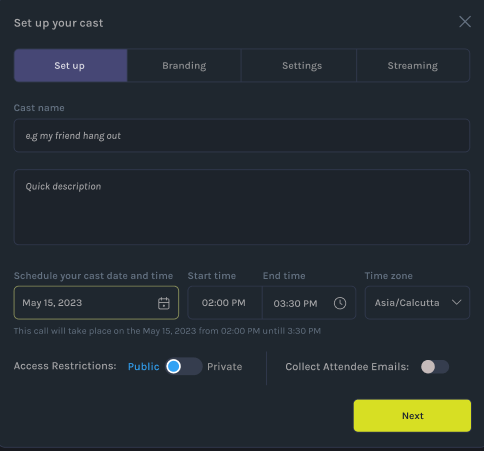 Set up your cast
Set up Branding Settings Streaming
Cast name
e.g my friend hang out
Quick description
Schedule your cast date and time Start time End time Time zone
May 15, 2023 02:00 PM 03:30 PM Asia/Calcutta
This call will take place on the May 15, 2023 from 02:00 PM untill 3:30 PM
Access Restrictions: Public Private Collect Attendee Emails:
Next